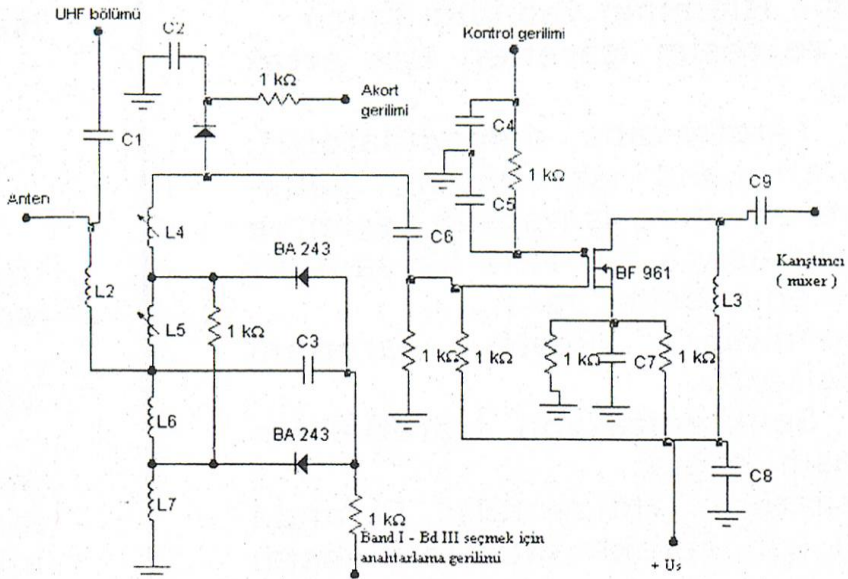 UHF bölümü
C2
Kontrol gerilimi
1 kΩ
Akort
gerilimi
C1
C4
1 kΩ
C9
Anten
C5
L4
C6
BA 243
BF 961
Karıştırıcı
( mixer )
L2
L3
L5
1 kΩ
C3
1 kΩ
1 kΩ
1 kΩ
C7
1 kΩ
L6
BA 243
C8
L7
1 kΩ
Band I - Bd III seçmek için
anahtarlama gerilimi
+ Us